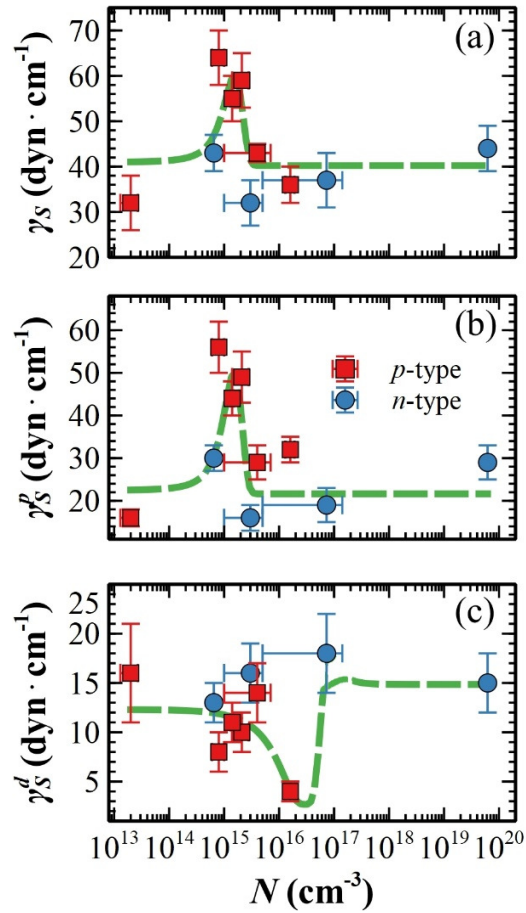 (a)
γS (dyn · cm⁻¹)
70
60
50
40
30
20
(b)
γS^p (dyn · cm⁻¹)
60
50
40
30
20
p-type
n-type
(c)
γS^d (dyn · cm⁻¹)
25
20
15
10
5
10¹³ 10¹⁴ 10¹⁵ 10¹⁶ 10¹⁷ 10¹⁸ 10¹⁹ 10²⁰
N (cm⁻³)